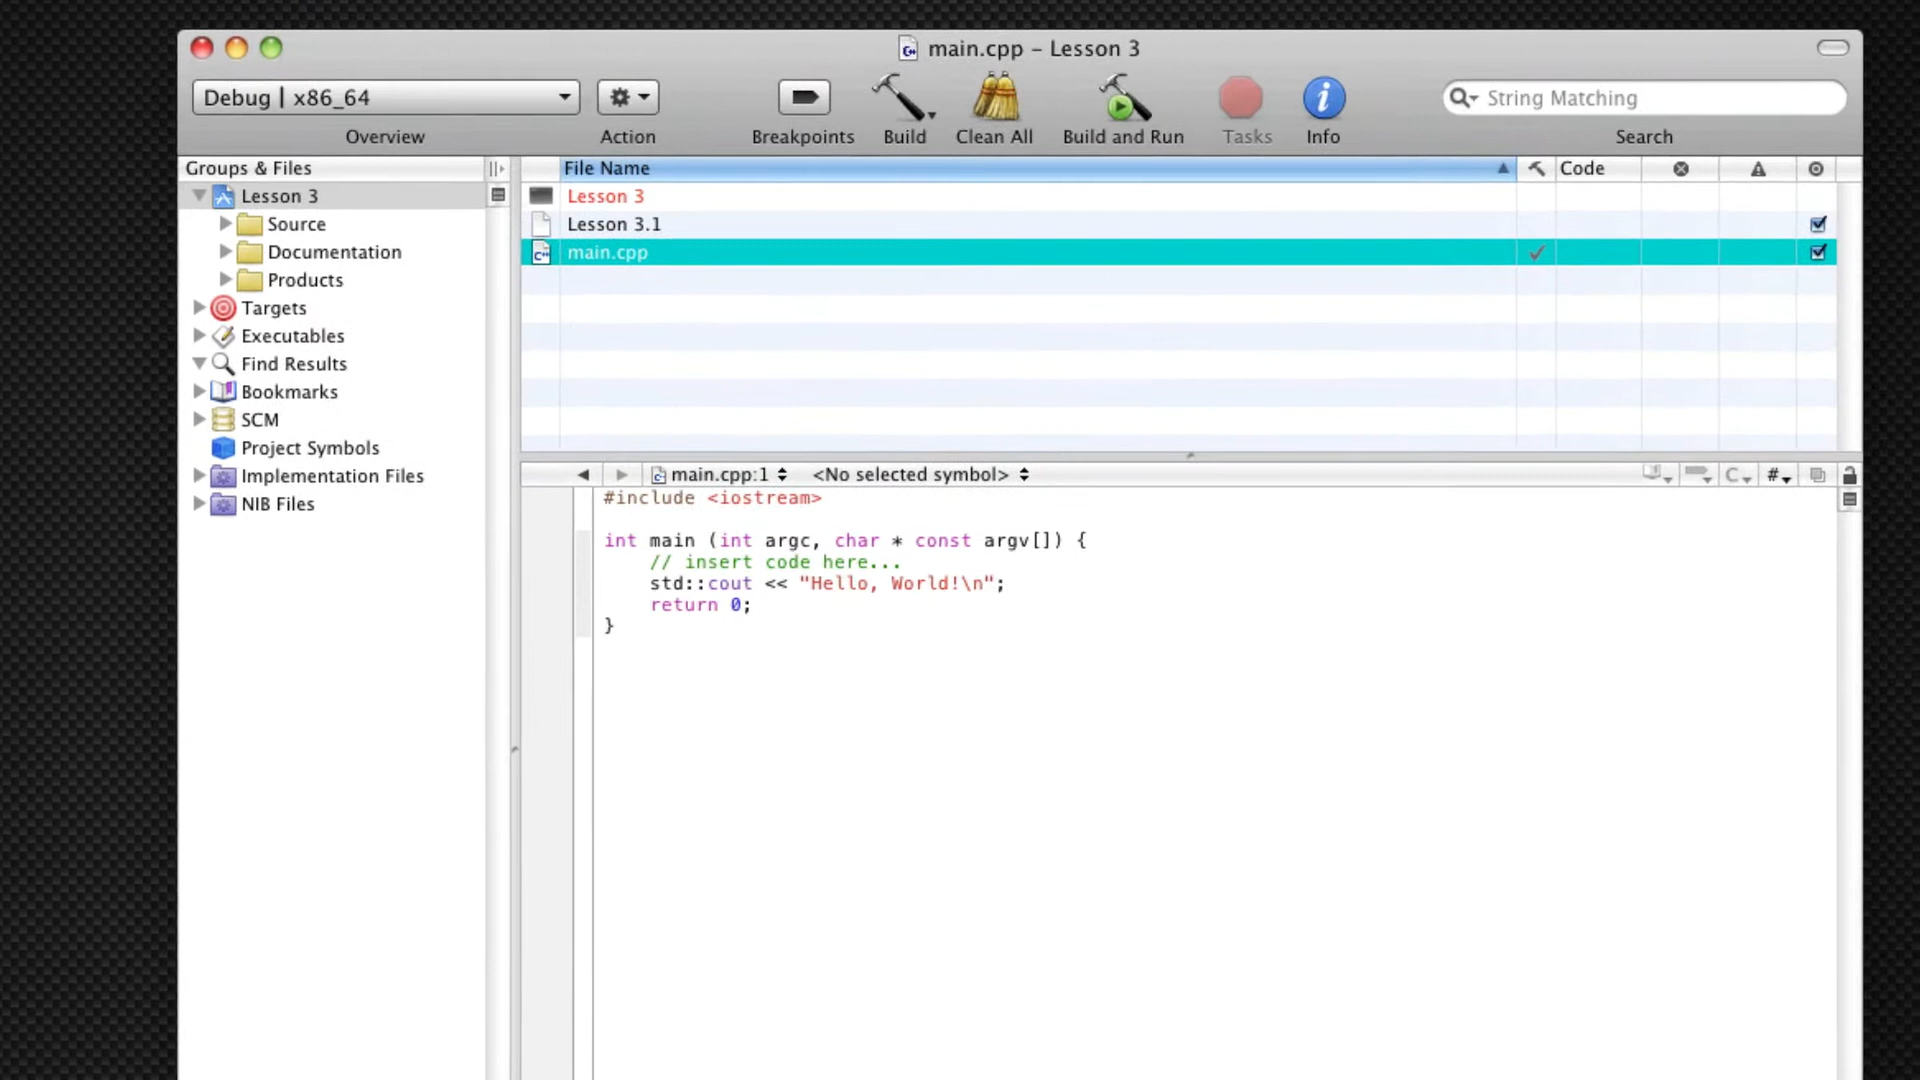 main.cpp – Lesson 3
Debug | x86_64
String Matching
Overview
Action
Breakpoints
Build
Clean All
Build and Run
Tasks
Info
Search
Groups & Files
File Name
Code
Lesson 3
Source
Documentation
Products
Targets
Executables
Find Results
Bookmarks
SCM
Project Symbols
Implementation Files
NIB Files
Lesson 3
Lesson 3.1
main.cpp
main.cpp:1
<No selected symbol>
C
#
#include <iostream>
int main (int argc, char * const argv[]) {
// insert code here...
std::cout << "Hello, World!\n";
return 0;
}